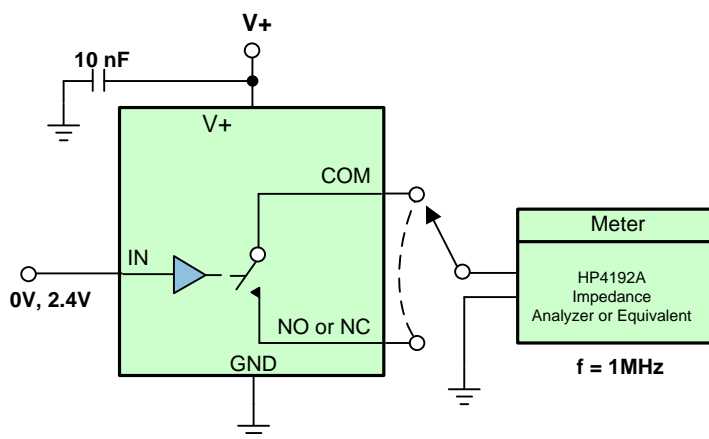 V+
10 nF
V+
COM
Meter
IN
HP4192A
Impedance
Analyzer or Equivalent
0V, 2.4V
NO or NC
GND
f = 1MHz